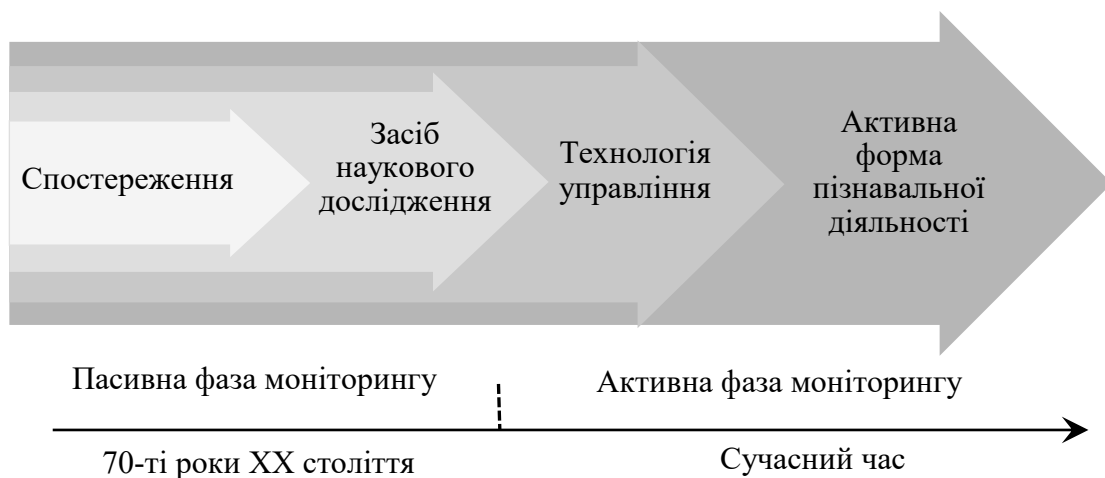 Спостереження
Засіб
наукового
дослідження
Технологія
управління
Активна
форма
пізнавальної
діяльності
Пасивна фаза моніторингу
Активна фаза моніторингу
70-ті роки ХХ століття
Сучасний час